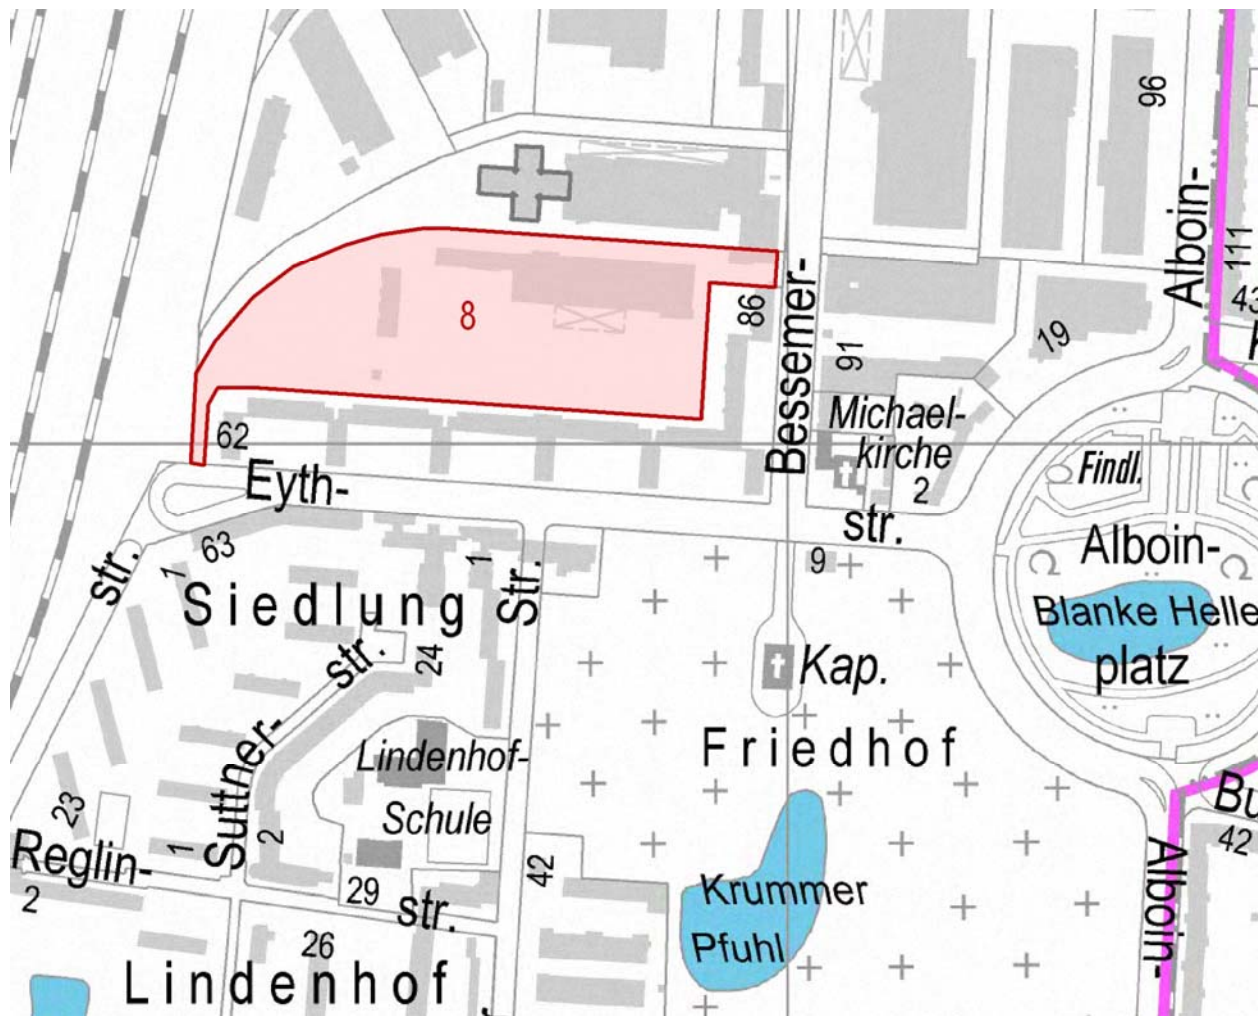 96
Alboin-
111
43
8
86
Bessemer-
91
19
Michael-
kirche
2
62
Eyth-
str.
Findl.
Alboin-
Blanke Helle
platz
63
str.
1
1
9
Siedlung
Str.
str.
24
Kap.
Friedhof
Suttner-
Lindenhof-
Schule
23
1
2
Reglin-
2
29
str.
42
Krummer
Pfuhl
Bu
42
Alboin-
26
Lindenhof